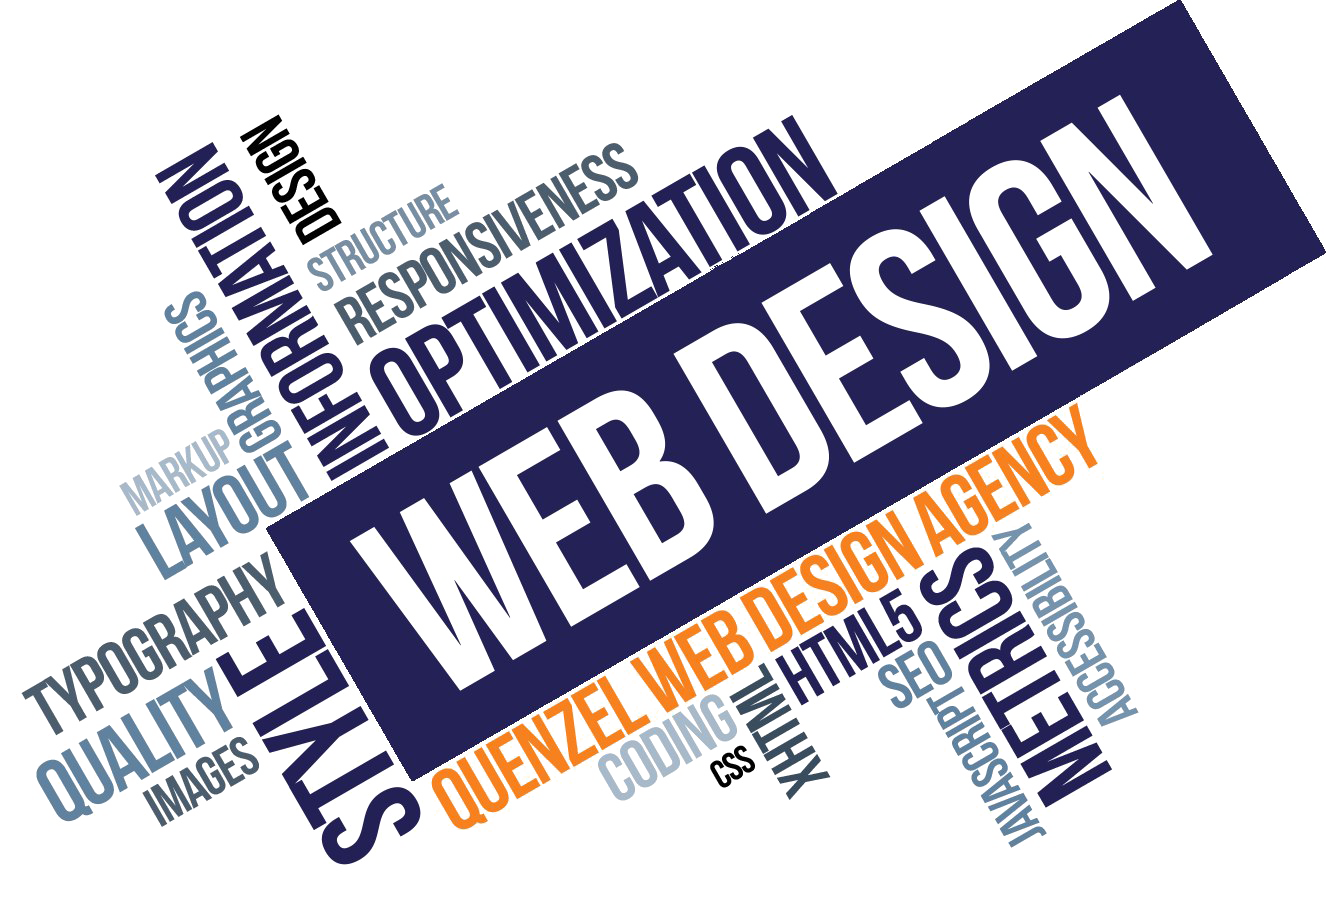 DESIGN
INFORMATION
STRUCTURE
RESPONSIVENESS
OPTIMIZATION
GRAPHICS
MARKUP
LAYOUT
WEB DESIGN
TYPOGRAPHY
QUALITY
IMAGES
STYLE
QUENZEL WEB DESIGN AGENCY
CODING
CSS
XHTML
HTML5
SEO
JAVASCRIPT
METRICS
ACCESSIBILITY